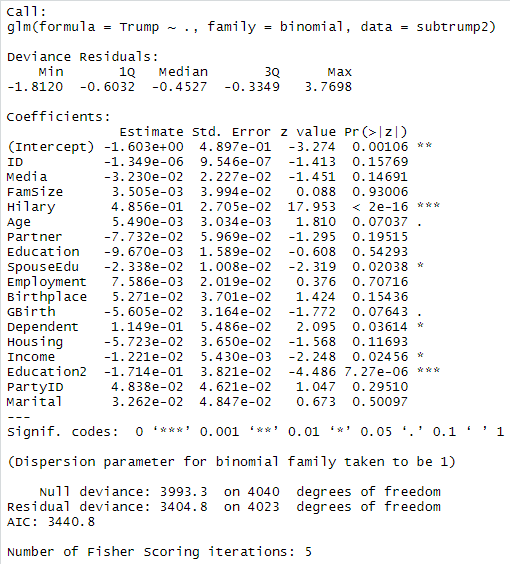 Call:
glm(formula = Trump ~ ., family = binomial, data = subtrump2)
Deviance Residuals:
Min 1Q Median 3Q Max
-1.8120 -0.6032 -0.4527 -0.3349 3.7698
Coefficients:
Estimate Std. Error z value Pr(>|z|)
(Intercept) -1.603e+00 4.897e-01 -3.274 0.00106 **
ID -1.349e-06 9.546e-07 -1.413 0.15769
Media -3.230e-02 2.227e-02 -1.451 0.14691
FamSize 3.505e-03 3.994e-02 0.088 0.93006
Hilary 4.856e-01 2.705e-02 17.953 < 2e-16 ***
Age 5.490e-03 3.034e-03 1.810 0.07037 .
Partner -7.732e-02 5.969e-02 -1.295 0.19515
Education -9.670e-03 1.589e-02 -0.608 0.54293
SpouseEdu -2.338e-02 1.008e-02 -2.319 0.02038 *
Employment 7.586e-03 2.019e-02 0.376 0.70716
Birthplace 5.271e-02 3.701e-02 1.424 0.15436
GBirth -5.605e-02 3.164e-02 -1.772 0.07643 .
Dependent 1.149e-01 5.486e-02 2.095 0.03614 *
Housing -5.723e-02 3.650e-02 -1.568 0.11693
Income -1.221e-02 5.430e-03 -2.248 0.02456 *
Education2 -1.714e-01 3.821e-02 -4.486 7.27e-06 ***
PartyID 4.838e-02 4.621e-02 1.047 0.29510
Marital 3.262e-02 4.847e-02 0.673 0.50097
---
Signif. codes: 0 ‘***’ 0.001 ‘**’ 0.01 ‘*’ 0.05 ‘.’ 0.1 ‘ ’ 1
(Dispersion parameter for binomial family taken to be 1)
Null deviance: 3993.3 on 4040 degrees of freedom
Residual deviance: 3404.8 on 4023 degrees of freedom
AIC: 3440.8
Number of Fisher Scoring iterations: 5